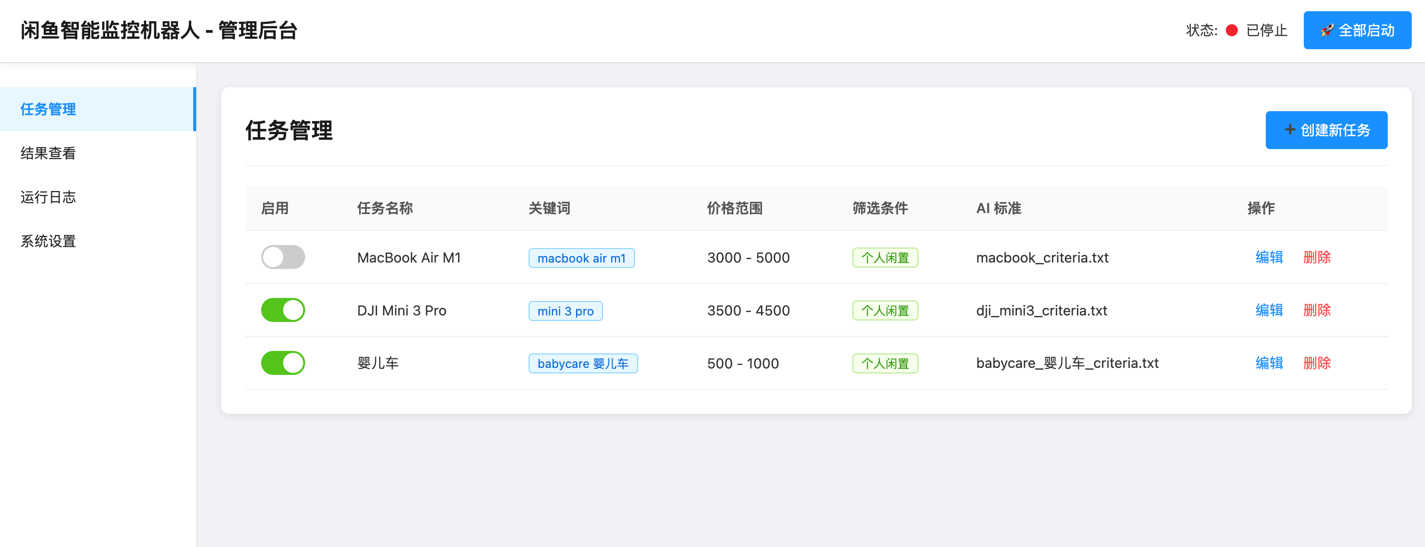 闲鱼智能监控机器人 - 管理后台
状态: 已停止
🚀 全部启动
任务管理
结果查看
运行日志
系统设置
任务管理
➕ 创建新任务
启用 任务名称 关键词 价格范围 筛选条件 AI 标准 操作
MacBook Air M1 macbook air m1 3000 - 5000 个人闲置 macbook_criteria.txt 编辑 删除
DJI Mini 3 Pro mini 3 pro 3500 - 4500 个人闲置 dji_mini3_criteria.txt 编辑 删除
婴儿车 babycare 婴儿车 500 - 1000 个人闲置 babycare_婴儿车_criteria.txt 编辑 删除